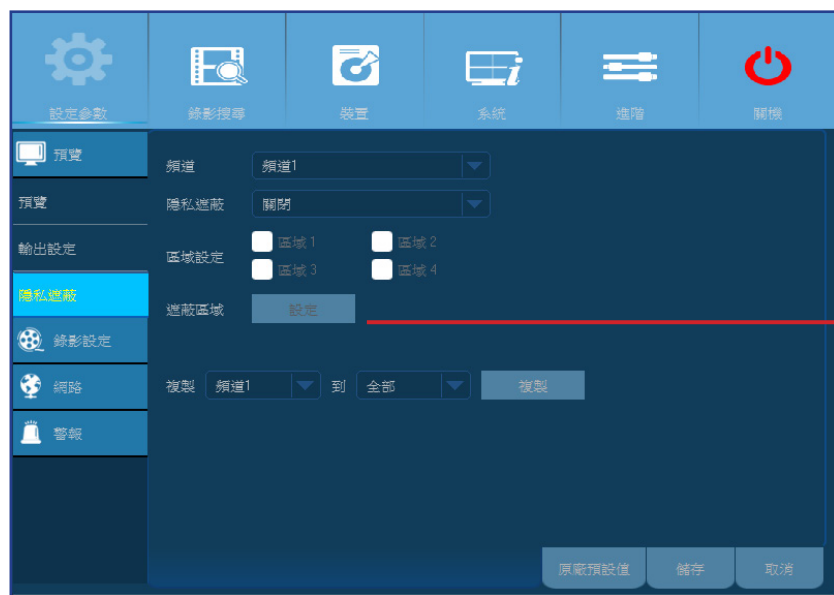 設定參數 錄影搜尋 裝置 系統 進階 關機
預覽
預覽
輸出設定
隱私遮蔽
錄影設定
網路
警報
頻道 頻道1
隱私遮蔽 關閉
區域設定 區域 1 區域 2
區域 3 區域 4
遮蔽區域 設定
複製 頻道1 到 全部 複製
原廠預設值 儲存 取消